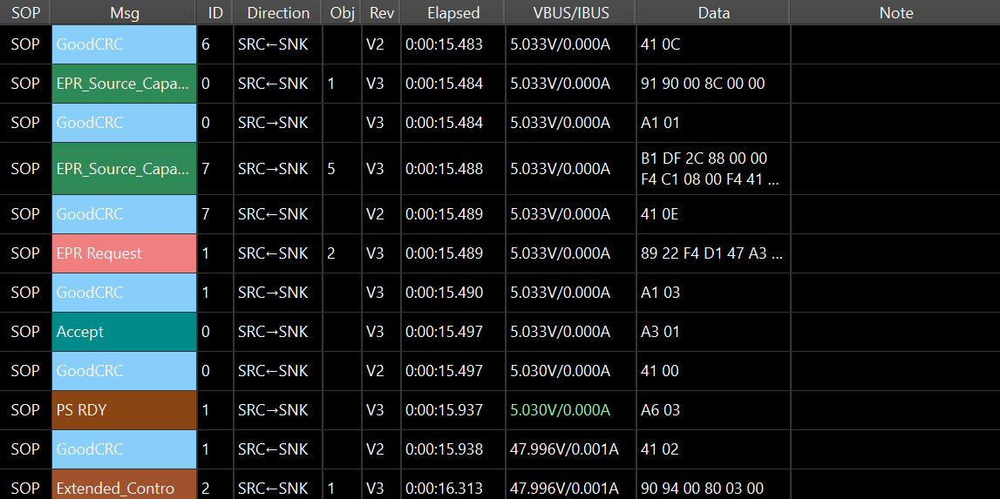 SOP Msg ID Direction Obj Rev Elapsed VBUS/IBUS Data Note
SOP GoodCRC 6 SRC←SNK V2 0:00:15.483 5.033V/0.000A 41 0C
SOP EPR_Source_Capa... 0 SRC←SNK 1 V3 0:00:15.484 5.033V/0.000A 91 90 00 8C 00 00
SOP GoodCRC 0 SRC→SNK V3 0:00:15.484 5.033V/0.000A A1 01
SOP EPR_Source_Capa... 7 SRC→SNK 5 V3 0:00:15.488 5.033V/0.000A B1 DF 2C 88 00 00
F4 C1 08 00 F4 41 ...
SOP GoodCRC 7 SRC←SNK V2 0:00:15.489 5.033V/0.000A 41 0E
SOP EPR Request 1 SRC←SNK 2 V3 0:00:15.489 5.033V/0.000A 89 22 F4 D1 47 A3 ...
SOP GoodCRC 1 SRC→SNK V3 0:00:15.490 5.033V/0.000A A1 03
SOP Accept 0 SRC→SNK V3 0:00:15.497 5.033V/0.000A A3 01
SOP GoodCRC 0 SRC←SNK V2 0:00:15.497 5.030V/0.000A 41 00
SOP PS RDY 1 SRC→SNK V3 0:00:15.937 5.030V/0.000A A6 03
SOP GoodCRC 1 SRC←SNK V2 0:00:15.938 47.996V/0.001A 41 02
SOP Extended_Contro 2 SRC←SNK 1 V3 0:00:16.313 47.996V/0.001A 90 94 00 80 03 00